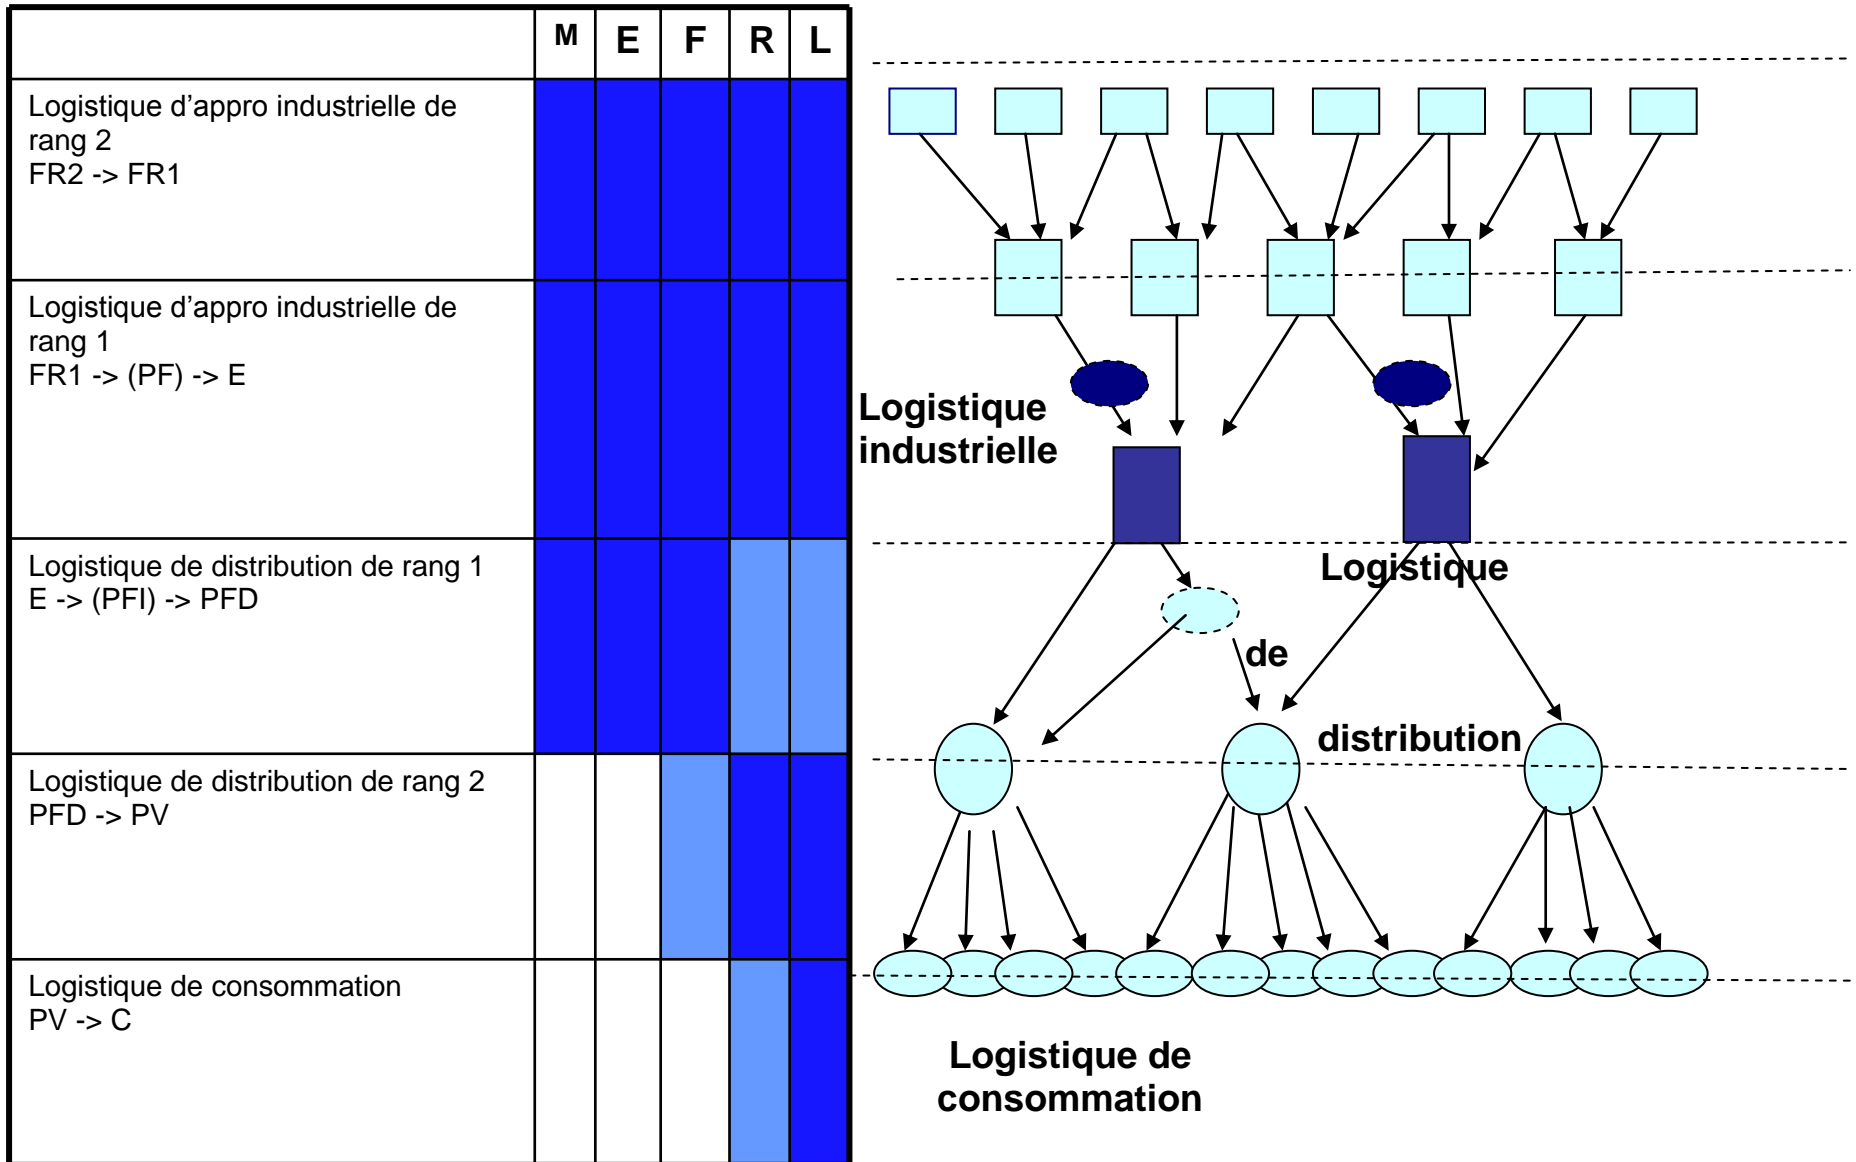 M E F R L
Logistique d'appro industrielle de
rang 2
FR2 -> FR1
Logistique d'appro industrielle de
rang 1
FR1 -> (PF) -> E
Logistique de distribution de rang 1
E -> (PFI) -> PFD
Logistique de distribution de rang 2
PFD -> PV
Logistique de consommation
PV -> C
Logistique
industrielle
Logistique
de
distribution
Logistique de
consommation